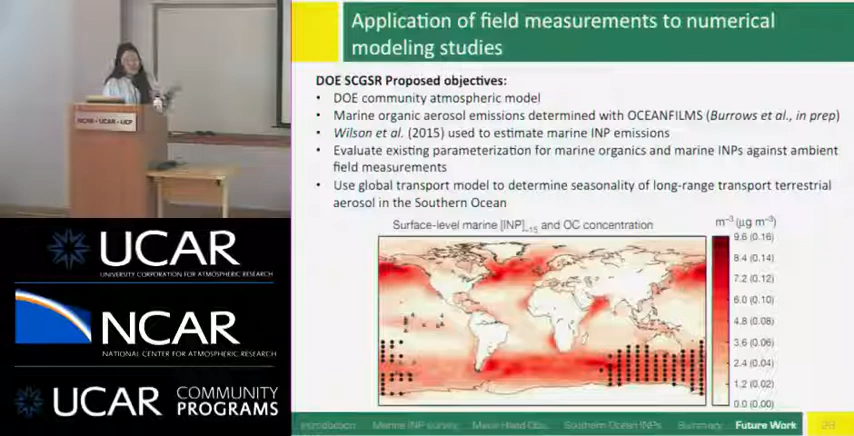 Application of field measurements to numerical
modeling studies
DOE SCGSR Proposed objectives:
• DOE community atmospheric model
• Marine organic aerosol emissions determined with OCEANFILMS (Burrows et al., in prep)
• Wilson et al. (2015) used to estimate marine INP emissions
• Evaluate existing parameterization for marine organics and marine INPs against ambient
field measurements
• Use global transport model to determine seasonality of long-range transport terrestrial
aerosol in the Southern Ocean
Surface-level marine [INP]₋₁₅ and OC concentration
m⁻³ (μg m⁻³)
9.6 (0.16)
8.4 (0.14)
7.2 (0.12)
6.0 (0.10)
4.8 (0.08)
3.6 (0.06)
2.4 (0.04)
1.2 (0.02)
0.0 (0.00)
Introduction Marine INP survey Mace Head Obs. Southern Ocean INPs Summary Future Work 29
NCAR • UCAR • UCP
UCAR
UNIVERSITY CORPORATION FOR ATMOSPHERIC RESEARCH
NCAR
NATIONAL CENTER FOR ATMOSPHERIC RESEARCH
UCAR COMMUNITY
PROGRAMS